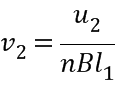 v₂ = u₂ / nBl₁